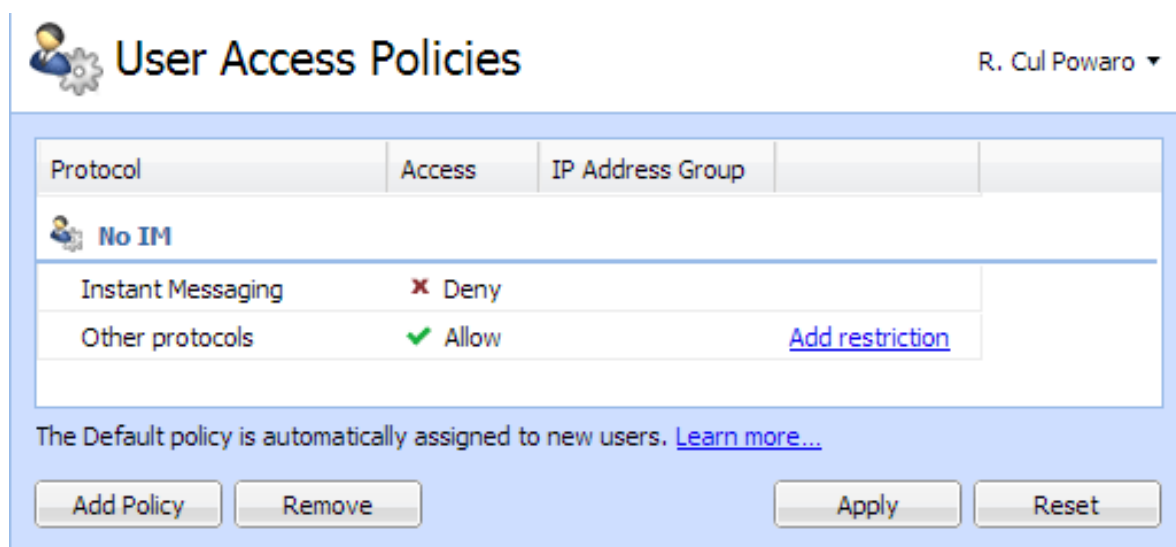 User Access Policies
R. Cul Powaro
Protocol Access IP Address Group
No IM
Instant Messaging Deny
Other protocols Allow Add restriction
The Default policy is automatically assigned to new users. Learn more...
Add Policy Remove Apply Reset